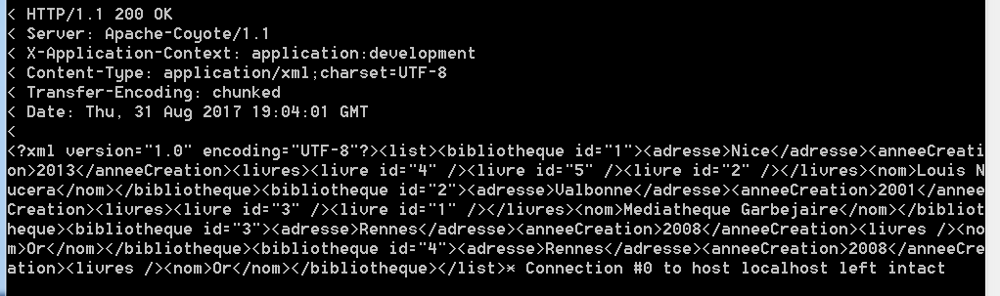 < HTTP/1.1 200 OK
< Server: Apache-Coyote/1.1
< X-Application-Context: application:development
< Content-Type: application/xml;charset=UTF-8
< Transfer-Encoding: chunked
< Date: Thu, 31 Aug 2017 19:04:01 GMT
<
<?xml version="1.0" encoding="UTF-8"?><list><bibliotheque id="1"><adresse>Nice</adresse><anneeCreati
on>2013</anneeCreation><livres><livre id="4" /><livre id="5" /><livre id="2" /></livres><nom>Louis N
ucera</nom></bibliotheque><bibliotheque id="2"><adresse>Valbonne</adresse><anneeCreation>2001</annee
Creation><livres><livre id="3" /><livre id="1" /></livres><nom>Mediatheque Garbejaire</nom></bibliot
heque><bibliotheque id="3"><adresse>Rennes</adresse><anneeCreation>2008</anneeCreation><livres /><no
m>Or</nom></bibliotheque><bibliotheque id="4"><adresse>Rennes</adresse><anneeCreation>2008</anneeCre
ation><livres /><nom>Or</nom></bibliotheque></list>* Connection #0 to host localhost left intact